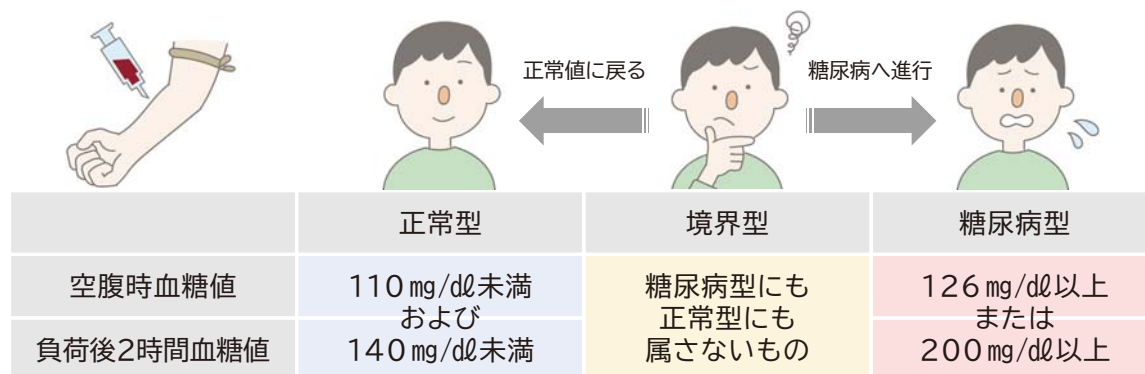 正常値に戻る
糖尿病へ進行
正常型
境界型
糖尿病型
空腹時血糖値
110㎎/㎗未満
および
負荷後2時間血糖値
140㎎/㎗未満
糖尿病型にも
正常型にも
属さないもの
126㎎/㎗以上
または
200㎎/㎗以上